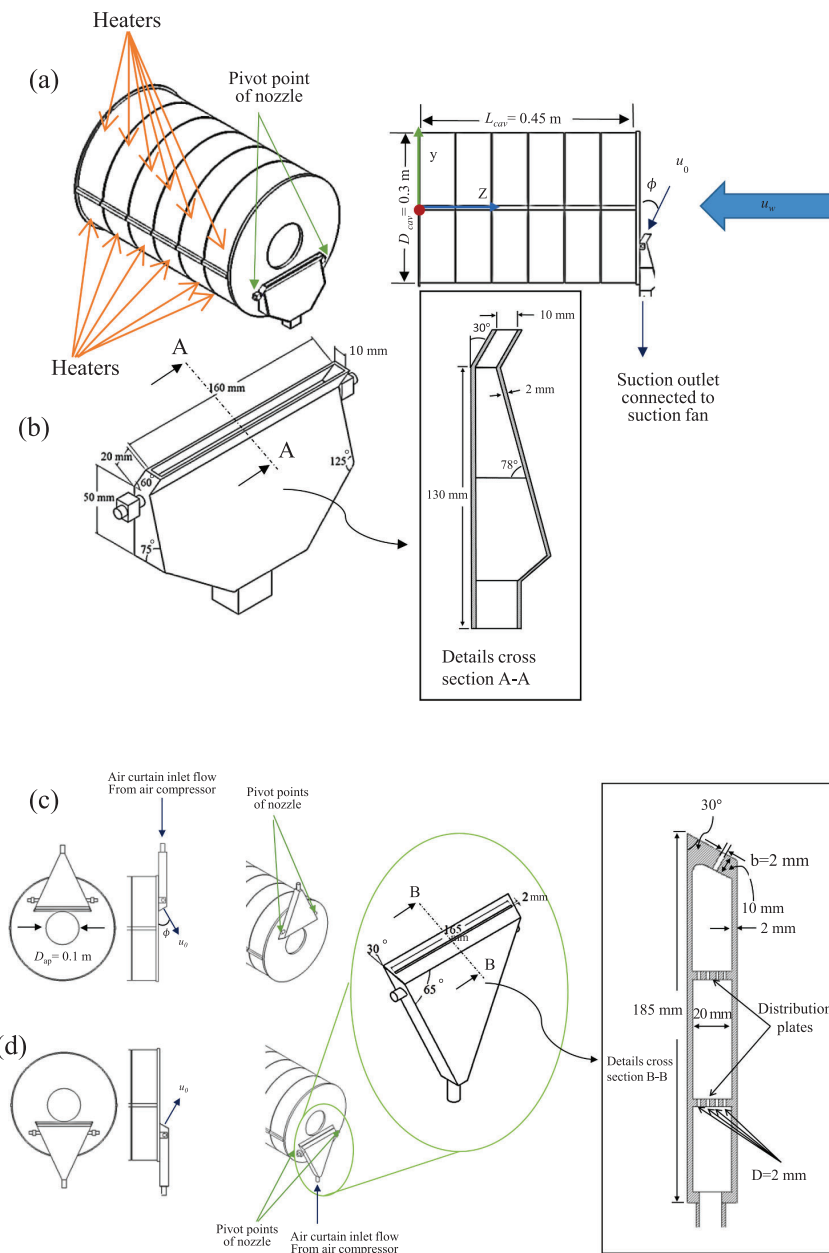 Heaters
(a)
Pivot point
of nozzle
L_cav = 0.45 m
y
D_cav = 0.3 m
Z
u_0
ϕ
u_w
Heaters
Suction outlet
connected to
suction fan
(b)
A
10 mm
160 mm
20 mm
60°
A
125°
50 mm
75°
30°
10 mm
2 mm
78°
130 mm
Details cross
section A-A
Air curtain inlet flow
From air compressor
(c)
Pivot points
of nozzle
D_ap = 0.1 m
ϕ
u_0
B
2 mm
165
mm
30°
B
65°
30°
b=2 mm
10 mm
2 mm
185 mm
20 mm
Distribution
plates
Details cross
section B-B
D=2 mm
(d)
u_0
Pivot points
of nozzle
Air curtain inlet flow
From air compressor